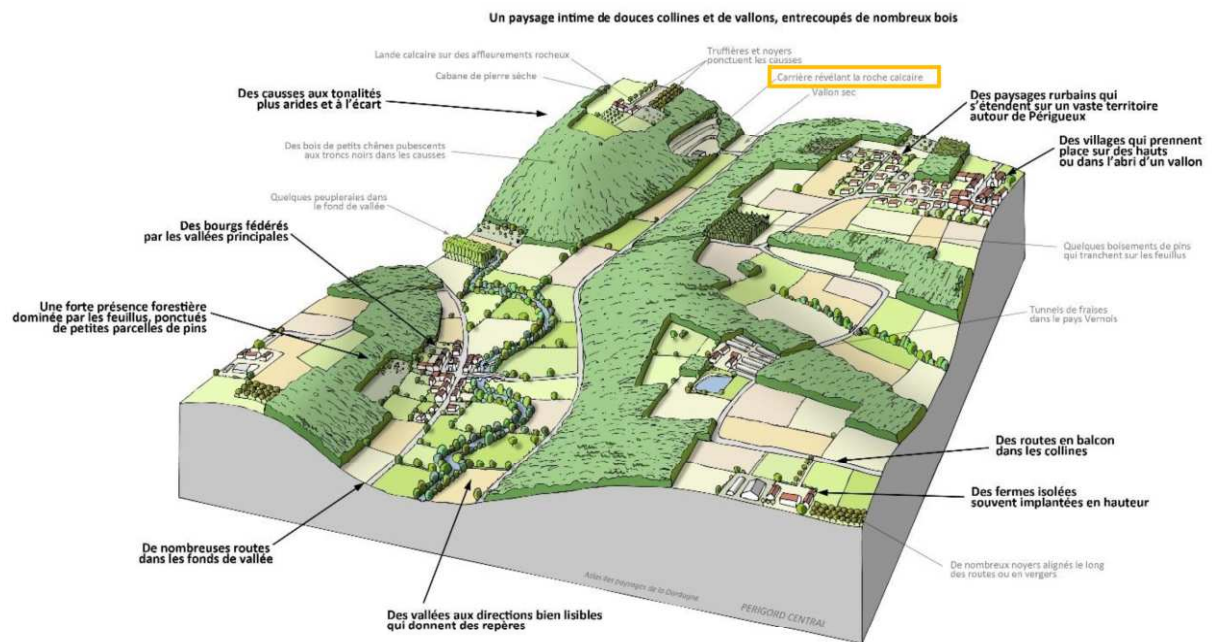 Un paysage intime de douces collines et de vallons, entrecoupés de nombreux bois
Lande calcaire sur des affleurements rocheux
Cabane de pierre sèche
Truffières et noyers
ponctuent les causses
Carrière révélant la roche calcaire
Vallon sec
Des causses aux tonalités
plus arides et à l'écart
Des paysages rurbains qui
s'étendent sur un vaste territoire
autour de Périgueux
Des villages qui prennent
place sur des hauts
ou dans l'abri d'un vallon
Des bois de petits chênes pubescents
aux troncs noirs dans les causses
Quelques peupleraies dans
le fond de vallée
Des bourgs fédérés
par les vallées principales
Quelques boisements de pins
qui tranchent sur les feuillus
Une forte présence forestière
dominée par les feuillus, ponctués
de petites parcelles de pins
Tunnels de fraises
dans le pays Vernois
Des routes en balcon
dans les collines
Des fermes isolées
souvent implantées en hauteur
De nombreuses routes
dans les fonds de vallée
De nombreux noyers alignés le long
des routes ou en vergers
Des vallées aux directions bien lisibles
qui donnent des repères
Atlas des paysages de la Dordogne
PERIGORD CENTRAL